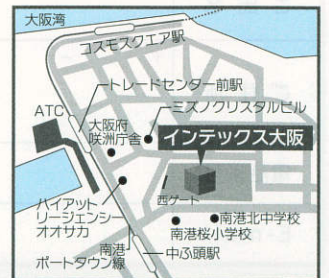 大阪湾
コスモスクエア駅
トレードセンター前駅
ATC
ミズノクリスタルビル
大阪府
咲洲庁舎
インテックス大阪
ハイアット
リージェンシー
オオサカ
西ゲート
南港北中学校
南港桜小学校
南港
ポートタウン線
中ふ頭駅